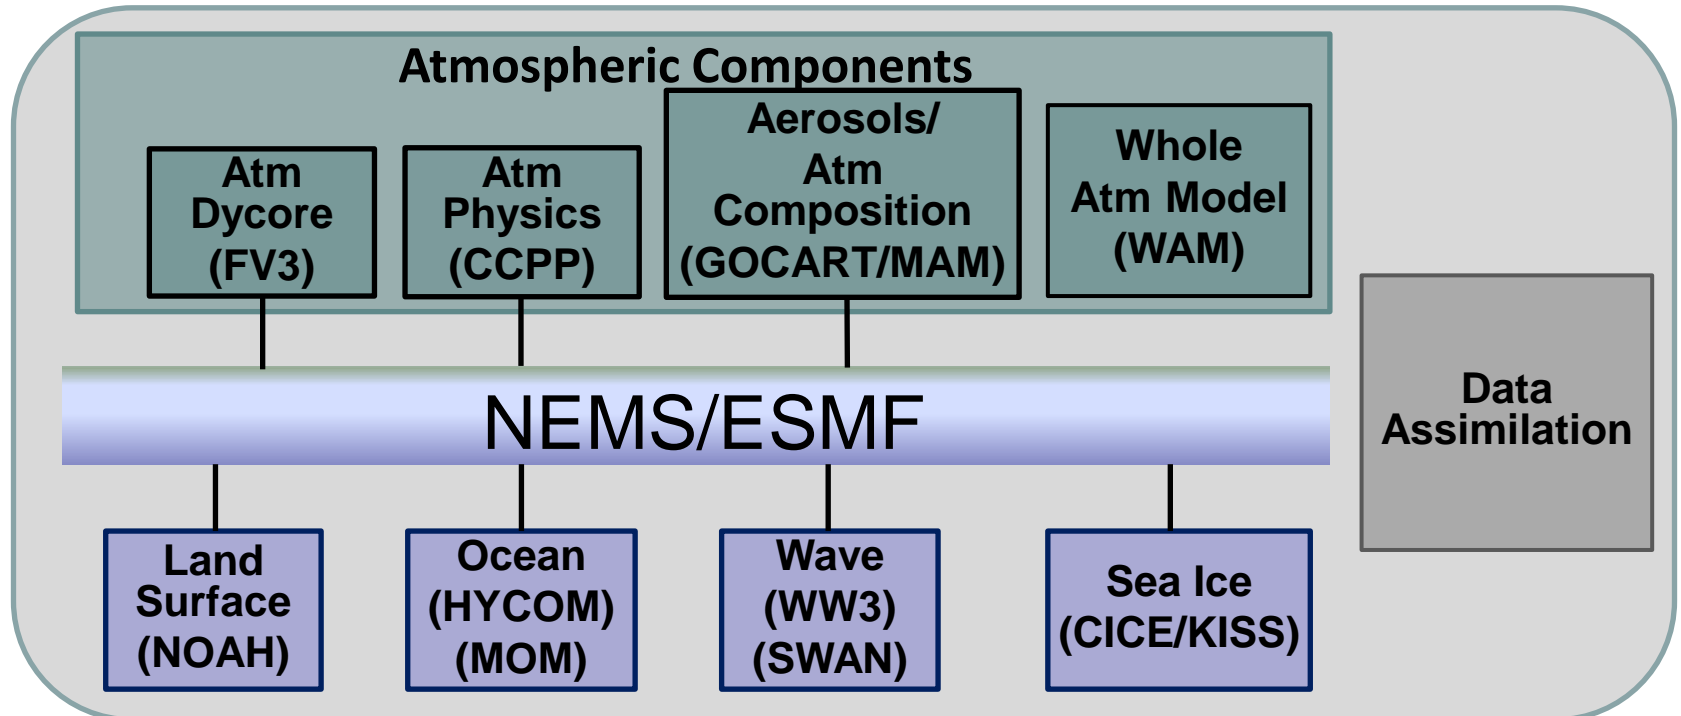 Atmospheric Components
Atm
Dycore
(FV3)
Atm
Physics
(CCPP)
Aerosols/
Atm
Composition
(GOCART/MAM)
Whole
Atm Model
(WAM)
NEMS/ESMF
Data
Assimilation
Land
Surface
(NOAH)
Ocean
(HYCOM)
(MOM)
Wave
(WW3)
(SWAN)
Sea Ice
(CICE/KISS)